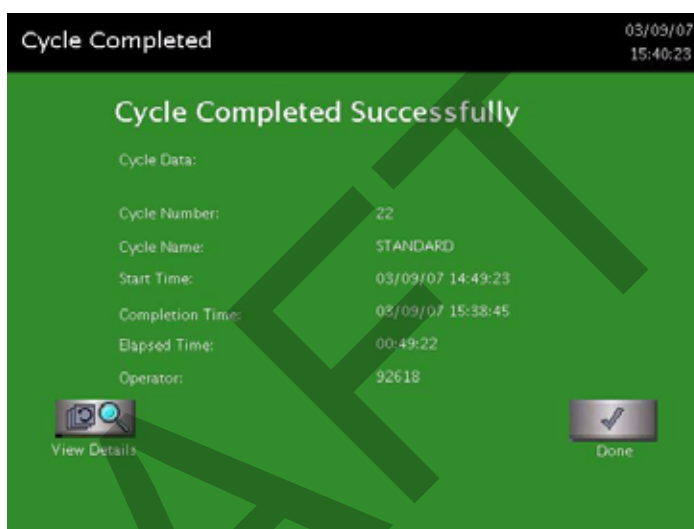 Cycle Completed
03/09/07
15:40:23
Cycle Completed Successfully
Cycle Data:
Cycle Number: 22
Cycle Name: STANDARD
Start Time: 03/09/07 14:49:23
Completion Time: 03/09/07 15:38:45
Elapsed Time: 00:49:22
Operator: 92618
View Details
Done